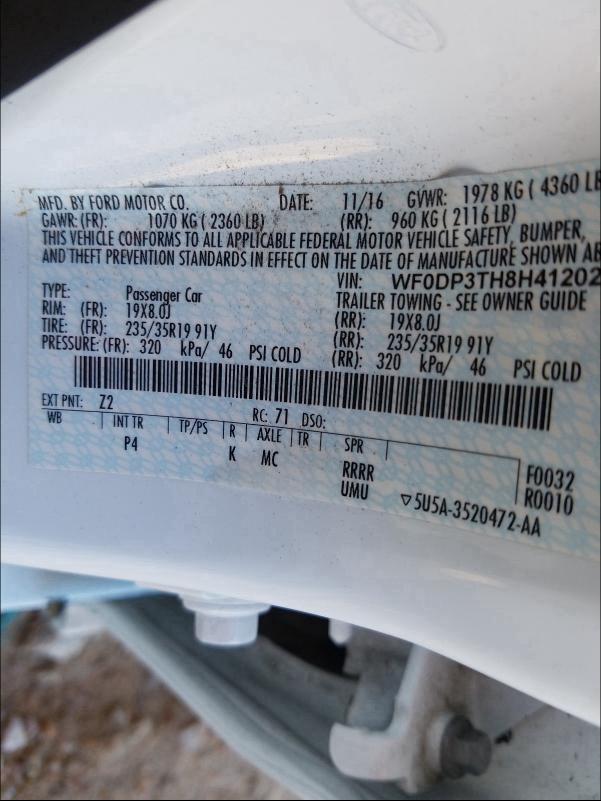 MFD. BY FORD MOTOR CO. DATE: 11/16 GVWR: 1978 KG ( 4360 LB
GAWR: (FR): 1070 KG ( 2360 LB) (RR): 960 KG ( 2116 LB)
THIS VEHICLE CONFORMS TO ALL APPLICABLE FEDERAL MOTOR VEHICLE SAFETY, BUMPER,
AND THEFT PREVENTION STANDARDS IN EFFECT ON THE DATE OF MANUFACTURE SHOWN AB
VIN: WF0DP3TH8H41202
TYPE: Passenger Car TRAILER TOWING - SEE OWNER GUIDE
RIM: (FR): 19X8.0J (RR): 19X8.0J
TIRE: (FR): 235/35R19 91Y (RR): 235/35R19 91Y
PRESSURE: (FR): 320 kPa/ 46 PSI COLD (RR): 320 kPa/ 46 PSI COLD
EXT PNT: Z2 RC: 71 DSO:
WB INT TR TP/PS R AXLE TR SPR
P4 K MC RRRR F0032
UMU R0010
▽5U5A-3520472-AA